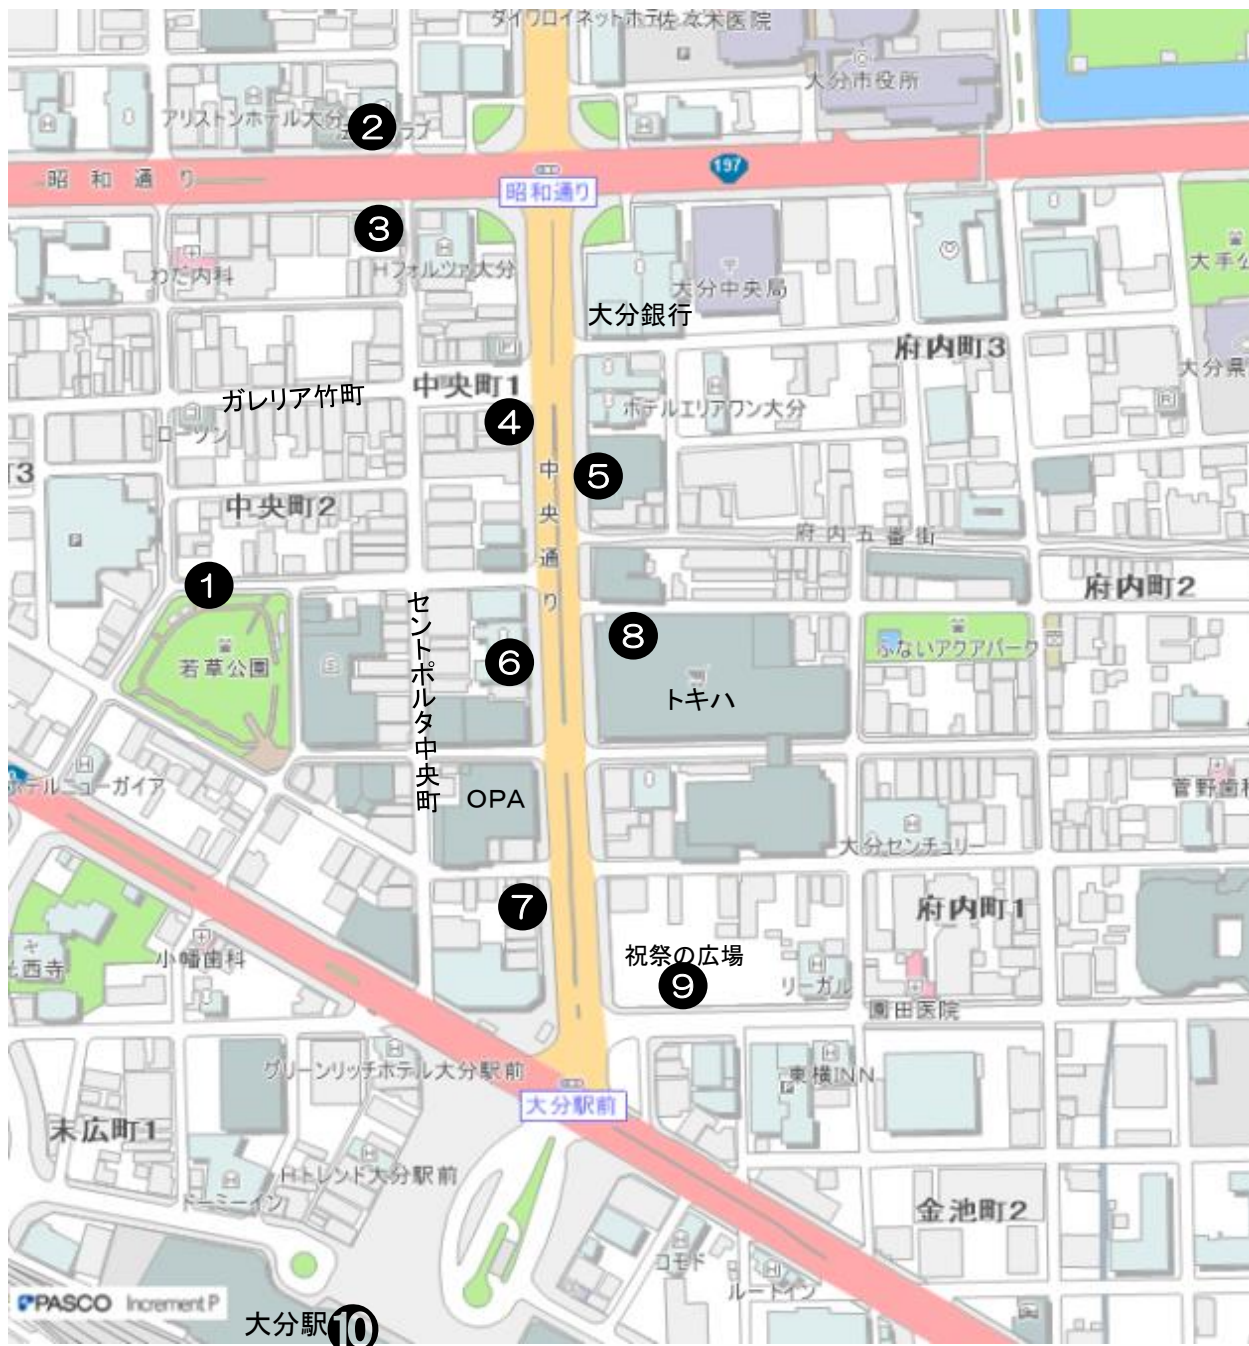 ダイワロイネットホテル
佐々木医院
大分市役所
アリストンホテル大分
2
昭和通り
昭和通り
197
3
わだ内科
Hフォルツァ大分
大分中央局
大手公
大分銀行
府内町3
大分県
中央町1
ガレリア竹町
ローソン
4
ホテルエリアワン大分
5
中央通り
中央町2
府内五番街
1
府内町2
セントポルタ中央町
8
若草公園
6
ふないアクアパーク
トキハ
ホテルニューガイア
OPA
菅野歯科
大分センチュリー
7
府内町1
小幡歯科
祝祭の広場
9
リーガル
園田医院
グリーンリッチホテル大分駅前
東横INN
大分駅前
末広町1
Hトレンド大分駅前
ドーミーイン
金池町2
コモド
ルートイン
PASCO Increment P
大分駅
10